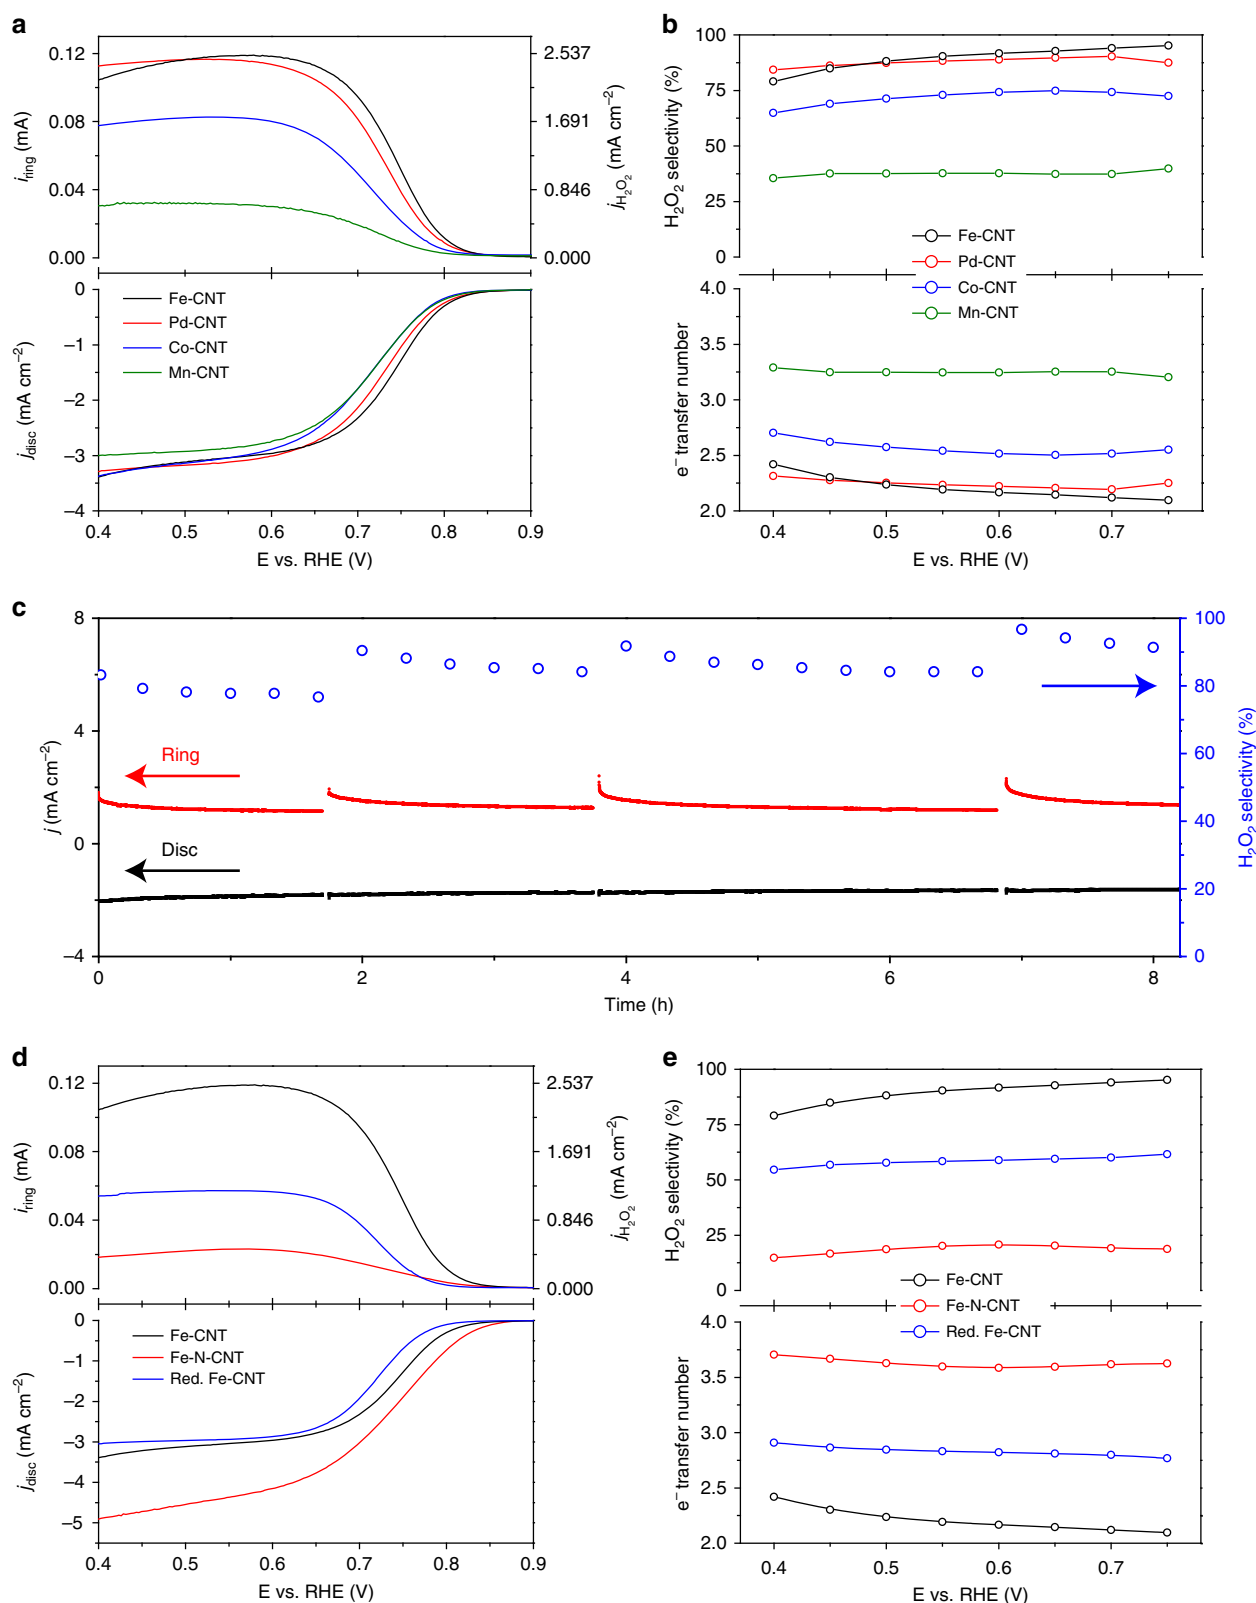 a
0.12
0.08
0.04
0.00
i_ring (mA)
2.537
1.691
0.846
0.000
j_H₂O₂ (mA cm⁻²)
0
−1
−2
−3
−4
j_disc (mA cm⁻²)
Fe-CNT
Pd-CNT
Co-CNT
Mn-CNT
0.4 0.5 0.6 0.7 0.8 0.9
E vs. RHE (V)
b
100
75
50
25
0
H₂O₂ selectivity (%)
Fe-CNT
Pd-CNT
Co-CNT
Mn-CNT
4.0
3.5
3.0
2.5
2.0
e⁻ transfer number
0.4 0.5 0.6 0.7
E vs. RHE (V)
c
8
4
0
−4
j (mA cm⁻²)
Ring
Disc
100
80
60
40
20
0
H₂O₂ selectivity (%)
0 2 4 6 8
Time (h)
d
0.12
0.08
0.04
0.00
i_ring (mA)
2.537
1.691
0.846
0.000
j_H₂O₂ (mA cm⁻²)
0
−1
−2
−3
−4
−5
j_disc (mA cm⁻²)
Fe-CNT
Fe-N-CNT
Red. Fe-CNT
0.4 0.5 0.6 0.7 0.8 0.9
E vs. RHE (V)
e
100
75
50
25
0
H₂O₂ selectivity (%)
Fe-CNT
Fe-N-CNT
Red. Fe-CNT
4.0
3.5
3.0
2.5
2.0
e⁻ transfer number
0.4 0.5 0.6 0.7
E vs. RHE (V)